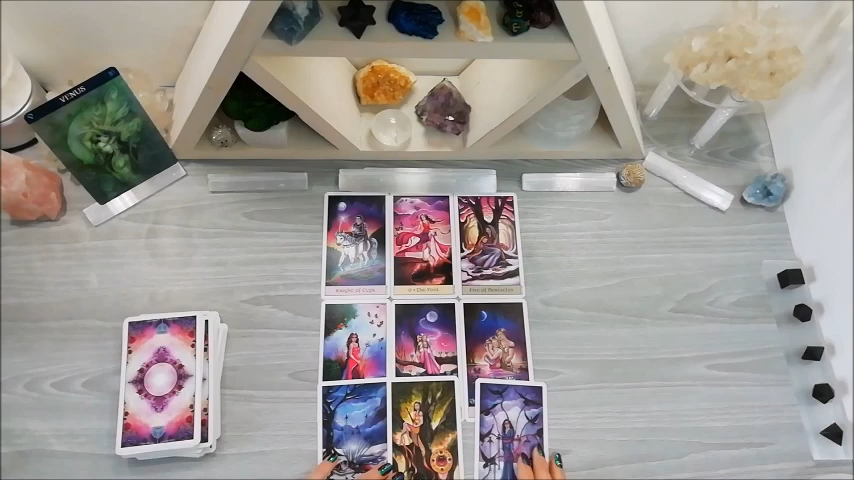 VENUS
Knight of Cups
0 • The Fool
Five of Pentacles